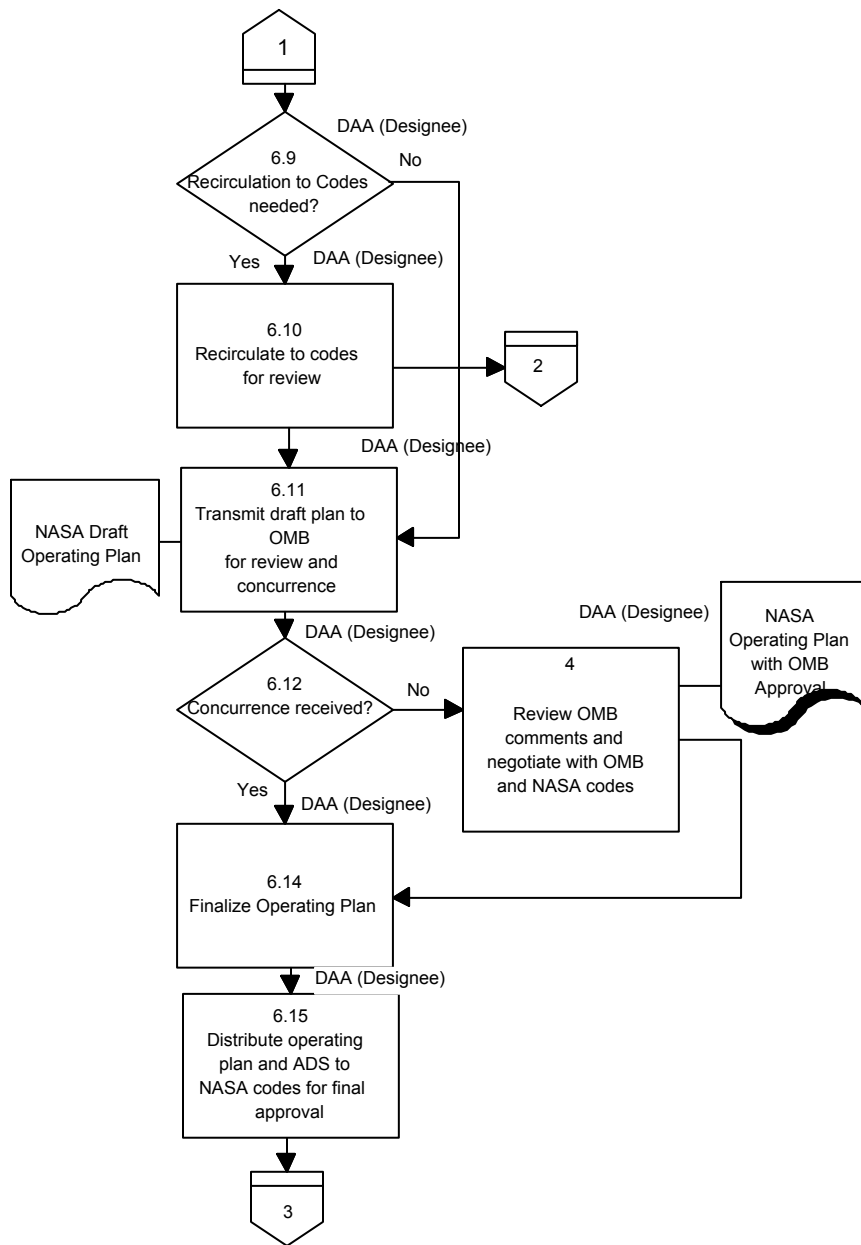 1
DAA (Designee)
6.9
Recirculation to Codes
needed?
No
Yes
DAA (Designee)
6.10
Recirculate to codes
for review
2
DAA (Designee)
6.11
Transmit draft plan to
OMB
for review and
concurrence
NASA Draft
Operating Plan
DAA (Designee)
6.12
Concurrence received?
No
DAA (Designee)
4
Review OMB
comments and
negotiate with OMB
and NASA codes
NASA
Operating Plan
with OMB
Approval
Yes
DAA (Designee)
6.14
Finalize Operating Plan
DAA (Designee)
6.15
Distribute operating
plan and ADS to
NASA codes for final
approval
3